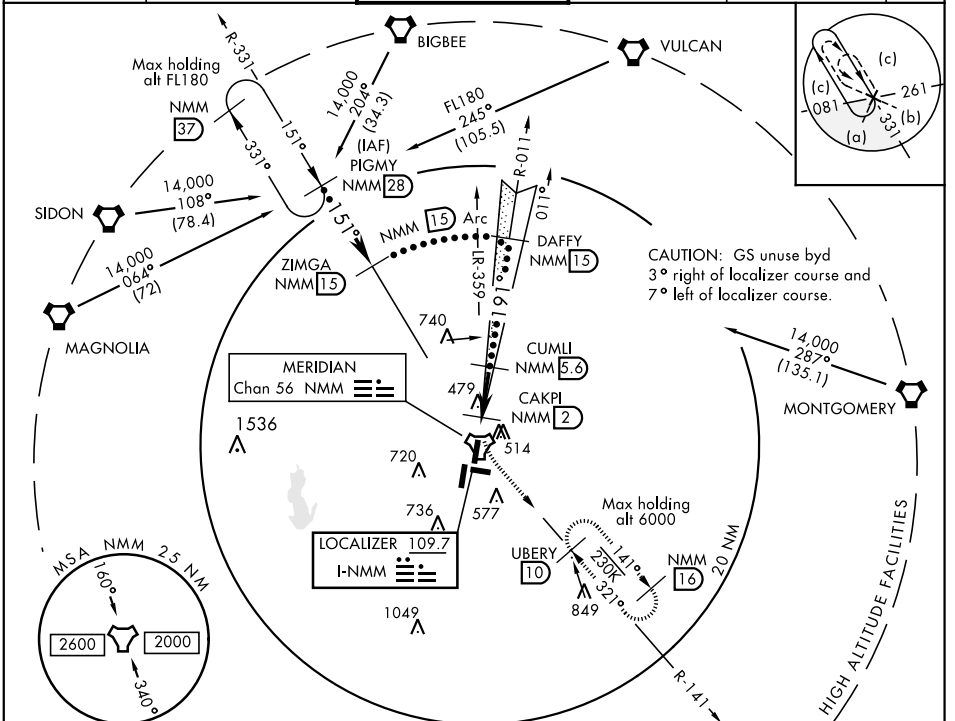 R-331
BIGBEE
VULCAN
Max holding
alt FL180
NMM
37
151°
331°
14,000
204°
(34.3)
FL180
245°
(105.5)
(IAF)
PIGMY
NMM 28
R-011
011°
(c)
(c)
081
261
(b)
(a)
331
SIDON
14,000
108°
(78.4)
151°
NMM 15 Arc
LR-359
DAFFY
NMM 15
191°
ZIMGA
NMM 15
14,000
064°
(72)
MAGNOLIA
CAUTION: GS unuse byd
3° right of localizer course and
7° left of localizer course.
740
CUMLI
NMM 5.6
14,000
287°
(135.1)
MONTGOMERY
MERIDIAN
Chan 56 NMM
479
CAKPI
NMM 2
514
1536
720
736
577
Max holding
alt 6000
LOCALIZER 109.7
I-NMM
UBERY
10
141°
230K
321°
NMM
16
849
20 NM
1049
MSA NMM 25 NM
160°
2600
2000
340°
R-141
HIGH ALTITUDE FACILITIES